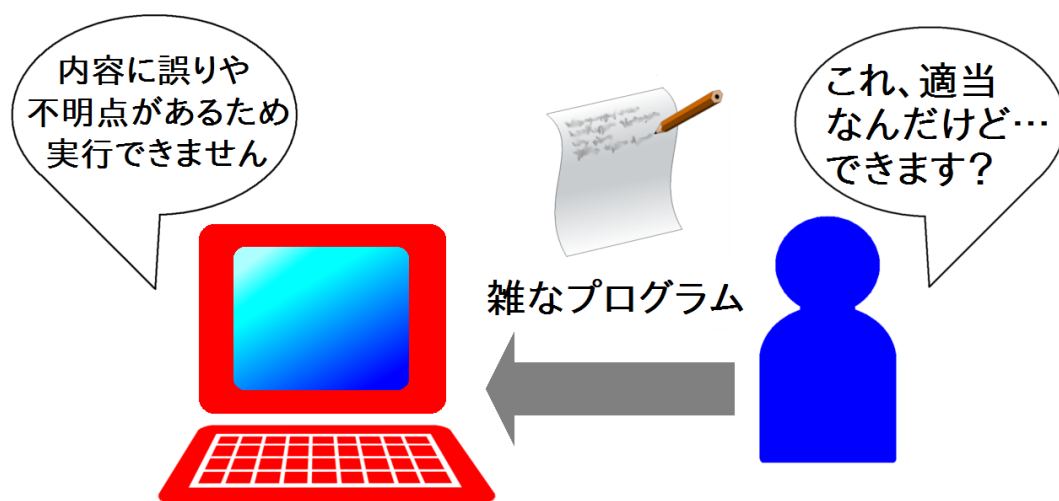 内容に誤りや
不明点があるため
実行できません
これ、適当
なんだけど…
できます？
雑なプログラム